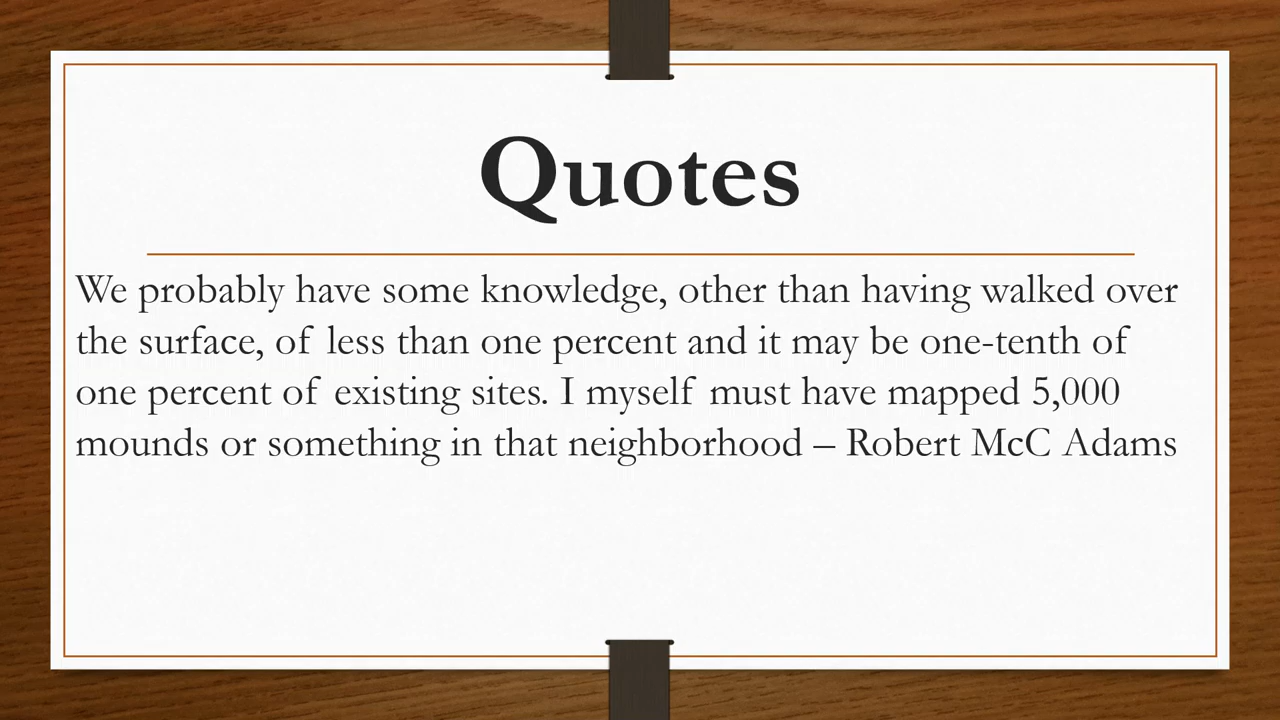 Quotes
We probably have some knowledge, other than having walked over
the surface, of less than one percent and it may be one-tenth of
one percent of existing sites. I myself must have mapped 5,000
mounds or something in that neighborhood – Robert McC Adams